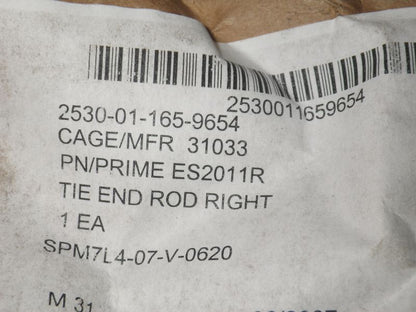 2530011659654
2530-01-165-9654
CAGE/MFR 31033
PN/PRIME ES2011R
TIE END ROD RIGHT
1 EA
SPM7L4-07-V-0620
M 31